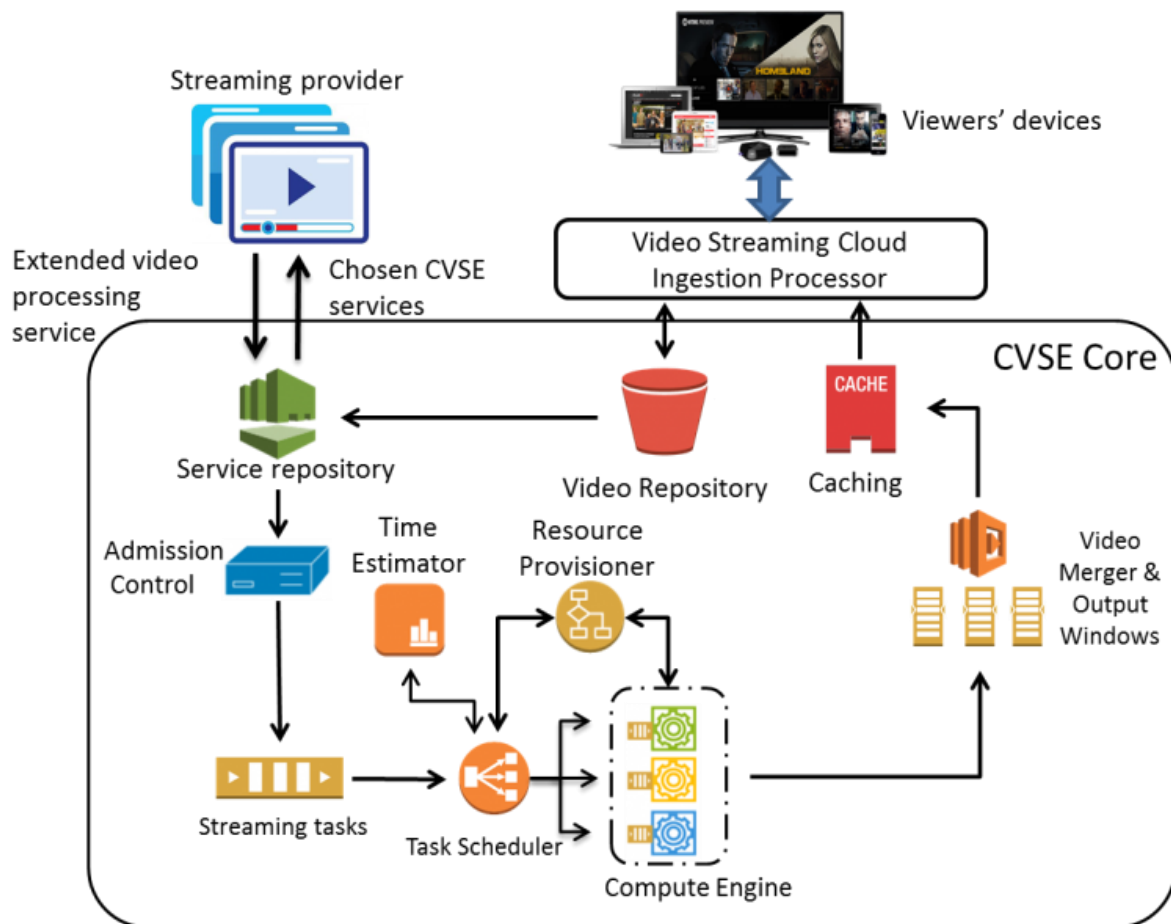 Streaming provider
HOMELAND
Viewers' devices
Video Streaming Cloud
Ingestion Processor
Extended video
processing
service
Chosen CVSE
services
CVSE Core
CACHE
Service repository
Video Repository
Caching
Admission
Control
Time
Estimator
Resource
Provisioner
Video
Merger &
Output
Windows
Streaming tasks
Task Scheduler
Compute Engine